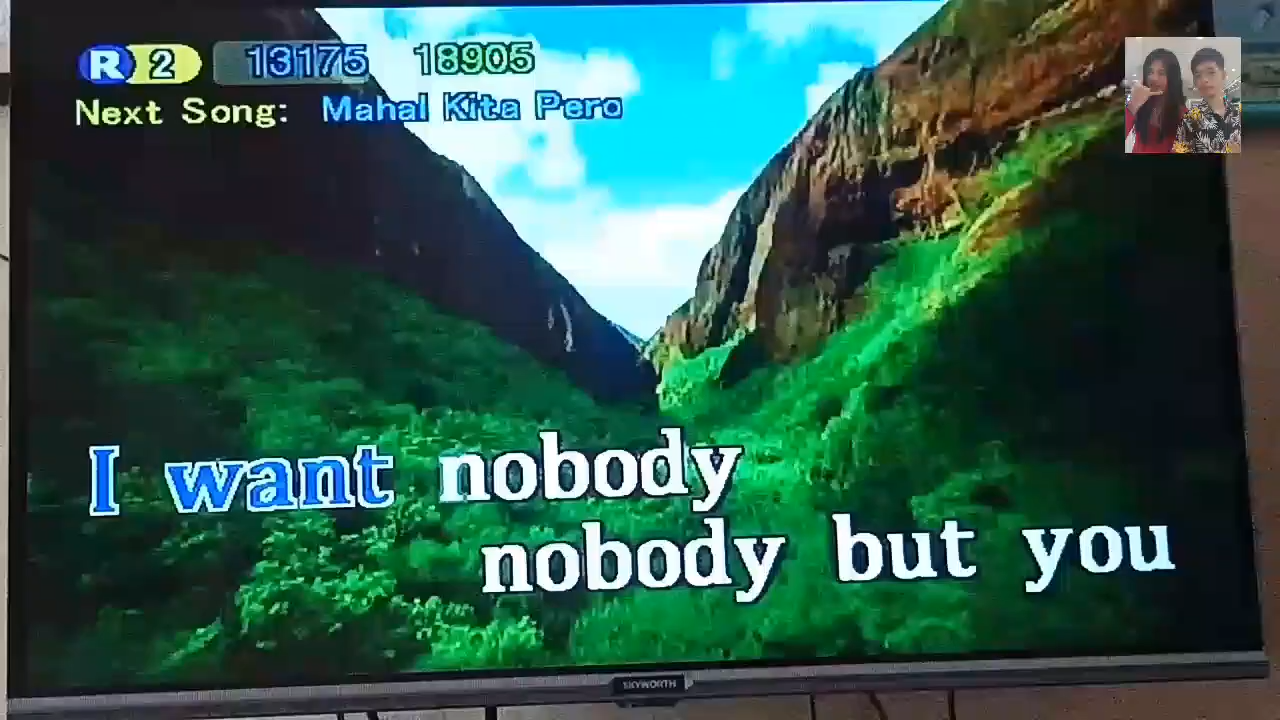 R 2 13175 18905
Next Song: Mahal Kita Pero
I want nobody
nobody but you
SKYWORTH